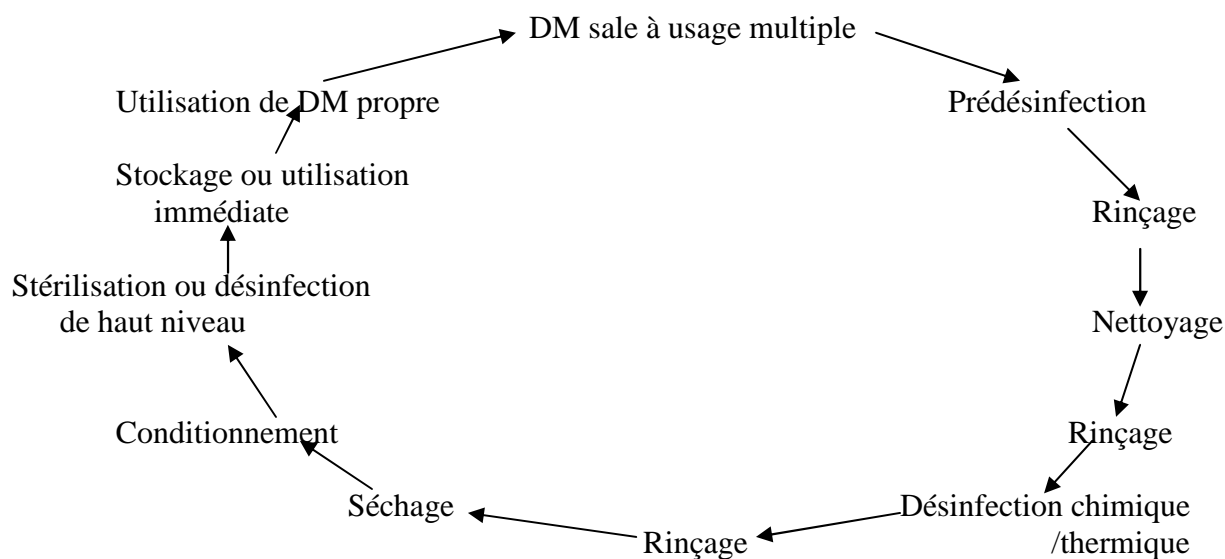 DM sale à usage multiple
Prédésinfection
Rinçage
Nettoyage
Rinçage
Désinfection chimique
/thermique
Rinçage
Séchage
Conditionnement
Stérilisation ou désinfection
de haut niveau
Stockage ou utilisation
immédiate
Utilisation de DM propre